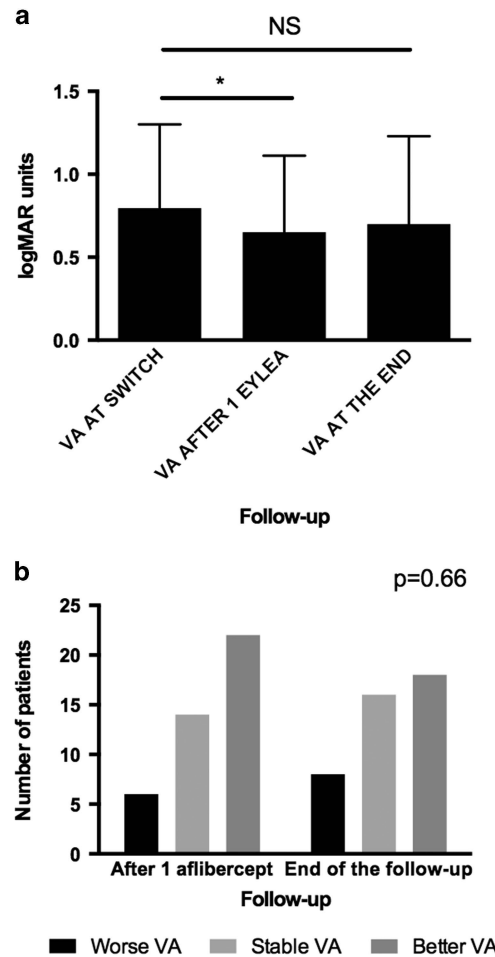 a
NS
*
1.5
1.0
0.5
0.0
logMAR units
VA AT SWITCH
VA AFTER 1 EYLEA
VA AT THE END
Follow-up
b
p=0.66
25
20
15
10
5
0
Number of patients
After 1 aflibercept End of the follow-up
Follow-up
Worse VA Stable VA Better VA